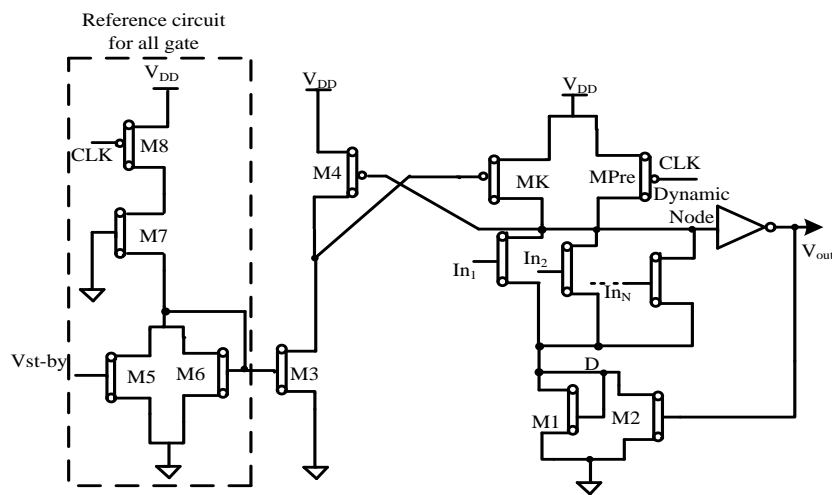 Reference circuit
for all gate
VDD
CLK
M8
M7
Vst-by
M5
M6
M3
VDD
M4
VDD
MK
MPre
CLK
Dynamic
Node
Vout
In1
In2
InN
D
M1
M2